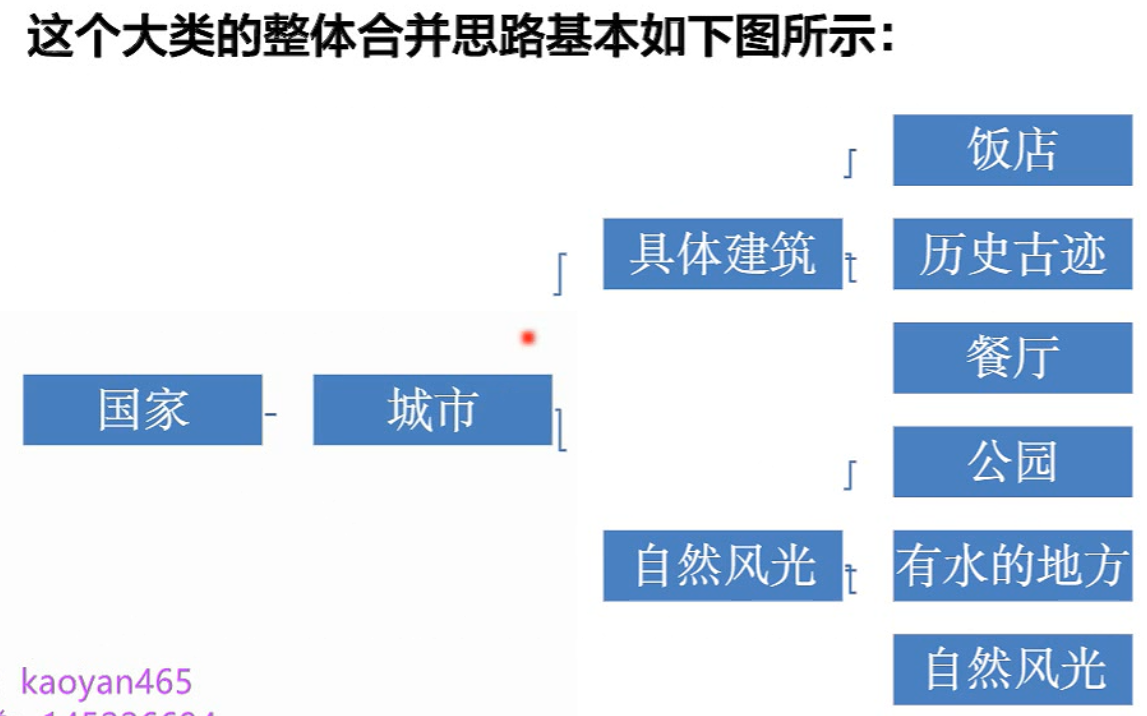 这个大类的整体合并思路基本如下图所示：
饭店
具体建筑
历史古迹
餐厅
国家
城市
公园
自然风光
有水的地方
自然风光
kaoyan465